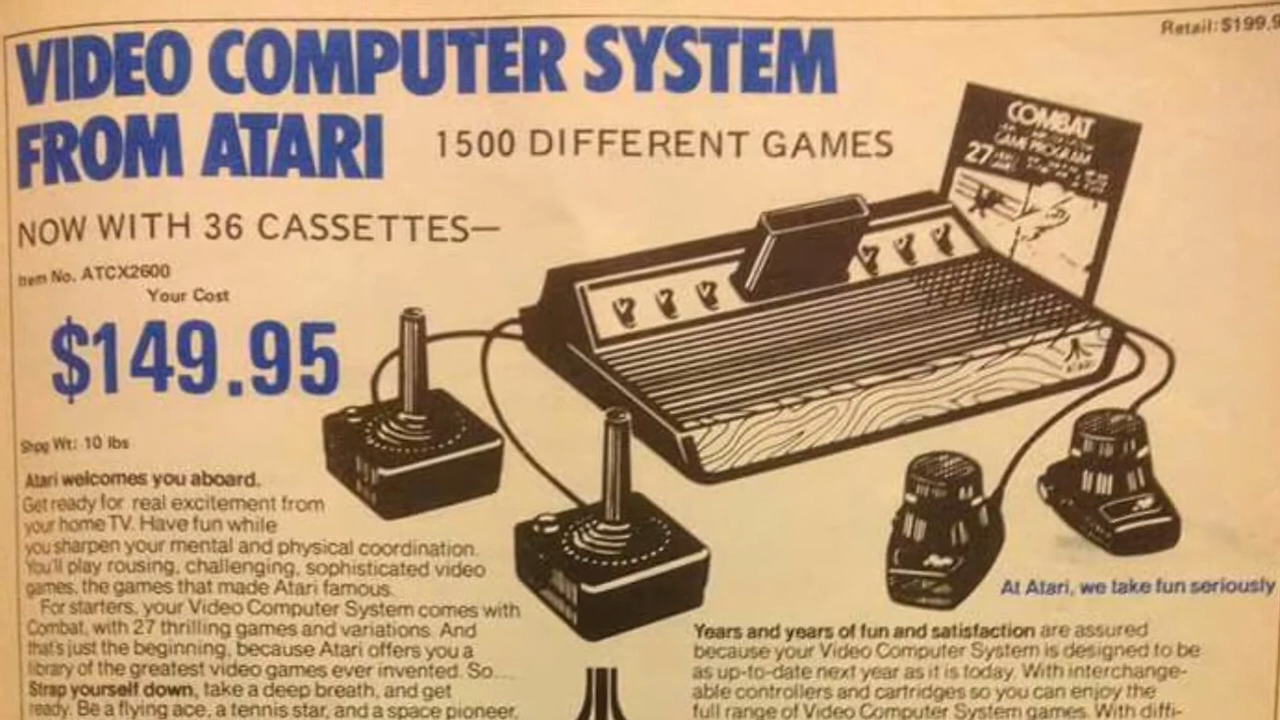 Retail: $199.9
VIDEO COMPUTER SYSTEM
FROM ATARI
1500 DIFFERENT GAMES
NOW WITH 36 CASSETTES—
Item No. ATCX2600
Your Cost
$149.95
Shpg Wt: 10 lbs
COMBAT
GAME PROGRAM
27
ATARI
Atari welcomes you aboard.
Get ready for real excitement from
your home TV. Have fun while
you sharpen your mental and physical coordination.
You'll play rousing, challenging, sophisticated video
games, the games that made Atari famous.
For starters, your Video Computer System comes with
Combat, with 27 thrilling games and variations. And
that's just the beginning, because Atari offers you a
library of the greatest video games ever invented. So...
Strap yourself down, take a deep breath, and get
ready. Be a flying ace, a tennis star, and a space pioneer,
At Atari, we take fun seriously
Years and years of fun and satisfaction are assured
because your Video Computer System is designed to be
as up-to-date next year as it is today. With interchange-
able controllers and cartridges so you can enjoy the
full range of Video Computer System games. With diffi-